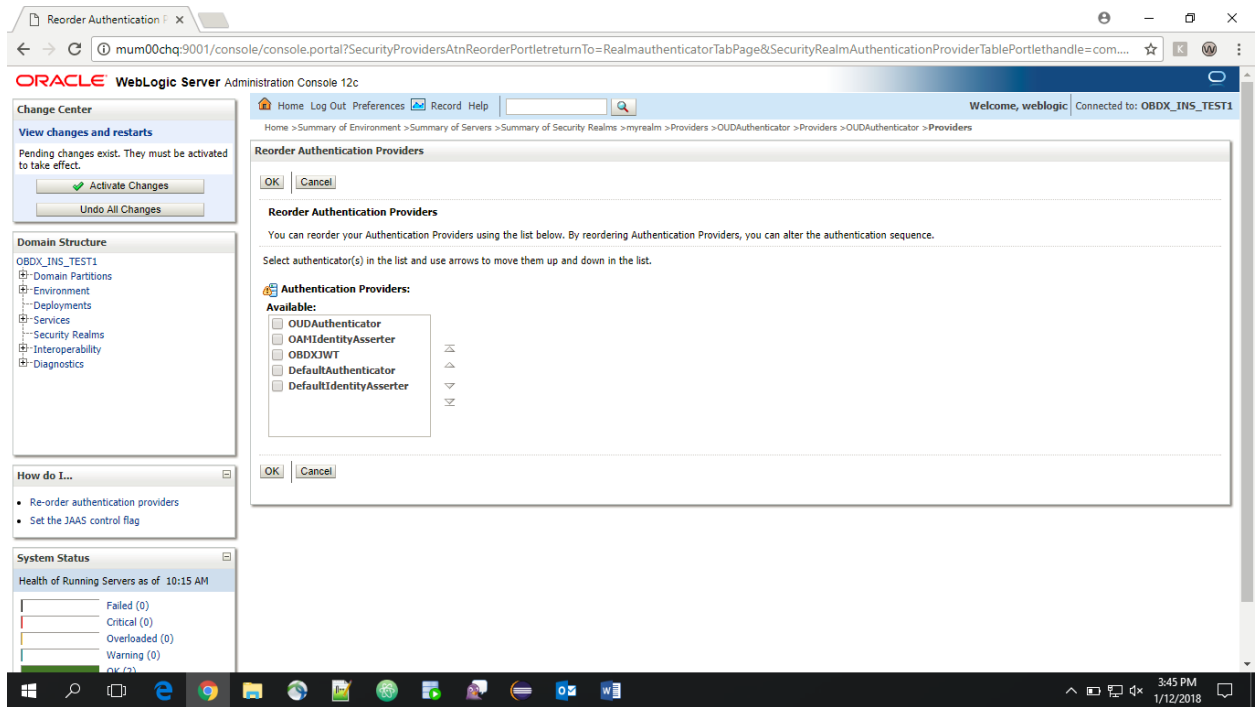 Reorder Authentication P
mum00chq:9001/console/console.portal?SecurityProvidersAtnReorderPortletreturnTo=RealmauthenticatorTabPage&SecurityRealmAuthenticationProviderTablePortlethandle=com....
K
W
ORACLE WebLogic Server Administration Console 12c
Change Center
View changes and restarts
Pending changes exist. They must be activated
to take effect.
Activate Changes
Undo All Changes
Domain Structure
OBDX_INS_TEST1
Domain Partitions
Environment
Deployments
Services
Security Realms
Interoperability
Diagnostics
How do I...
Re-order authentication providers
Set the JAAS control flag
System Status
Health of Running Servers as of 10:15 AM
Failed (0)
Critical (0)
Overloaded (0)
Warning (0)
OK (2)
Home Log Out Preferences Record Help
Welcome, weblogic Connected to: OBDX_INS_TEST1
Home >Summary of Environment >Summary of Servers >Summary of Security Realms >myrealm >Providers >OUDAuthenticator >Providers >OUDAuthenticator >Providers
Reorder Authentication Providers
OK Cancel
Reorder Authentication Providers
You can reorder your Authentication Providers using the list below. By reordering Authentication Providers, you can alter the authentication sequence.
Select authenticator(s) in the list and use arrows to move them up and down in the list.
Authentication Providers:
Available:
OUDAuthenticator
OAMIdentityAsserter
OBDXJWT
DefaultAuthenticator
DefaultIdentityAsserter
OK Cancel
3:45 PM
1/12/2018